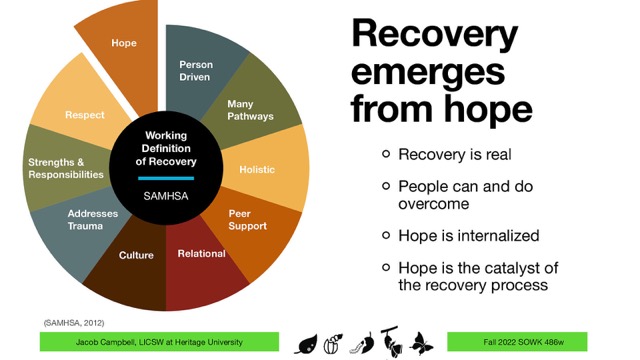 Recovery
emerges
from hope
Hope
Person
Driven
Many
Pathways
Holistic
Peer
Support
Relational
Culture
Addresses
Trauma
Strengths &
Responsibilities
Respect
Working
Definition
of Recovery
SAMHSA
Recovery is real
People can and do
overcome
Hope is internalized
Hope is the catalyst of
the recovery process
(SAMHSA, 2012)
Jacob Campbell, LICSW at Heritage University
Fall 2022 SOWK 486w